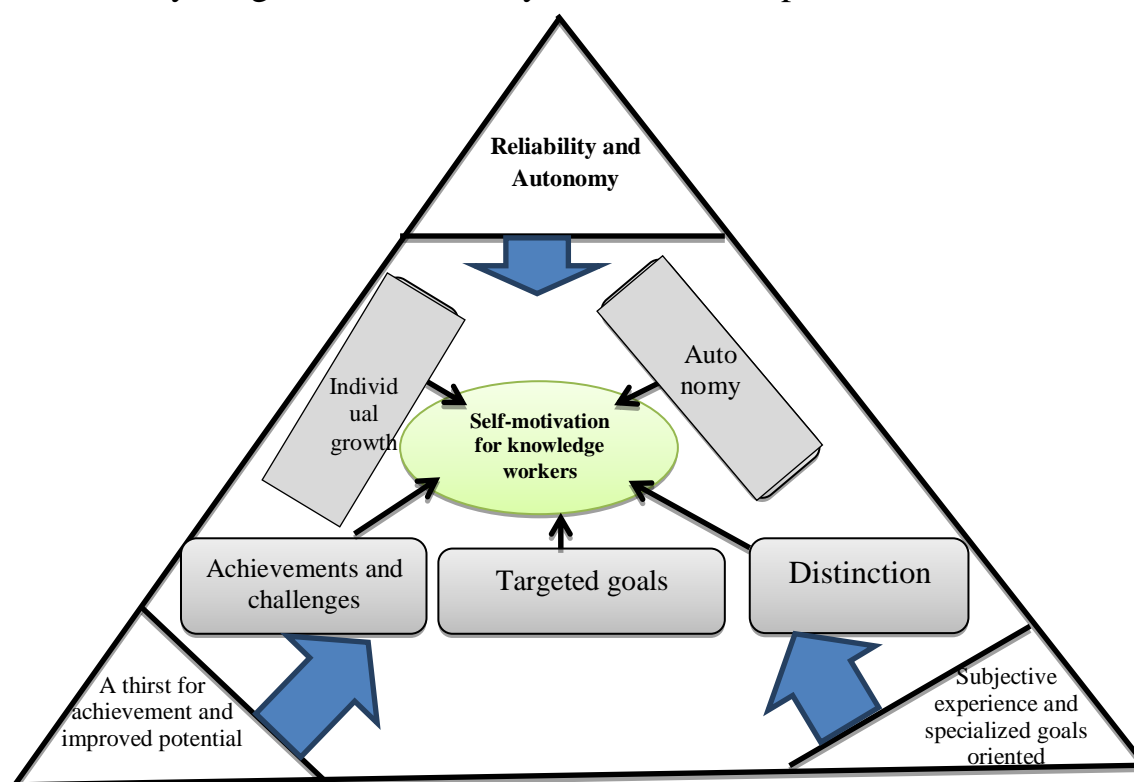 Reliability and
Autonomy
Individ
ual
growth
Auto
nomy
Self-motivation
for knowledge
workers
Achievements and
challenges
Targeted goals
Distinction
A thirst for
achievement and
improved potential
Subjective
experience and
specialized goals
oriented